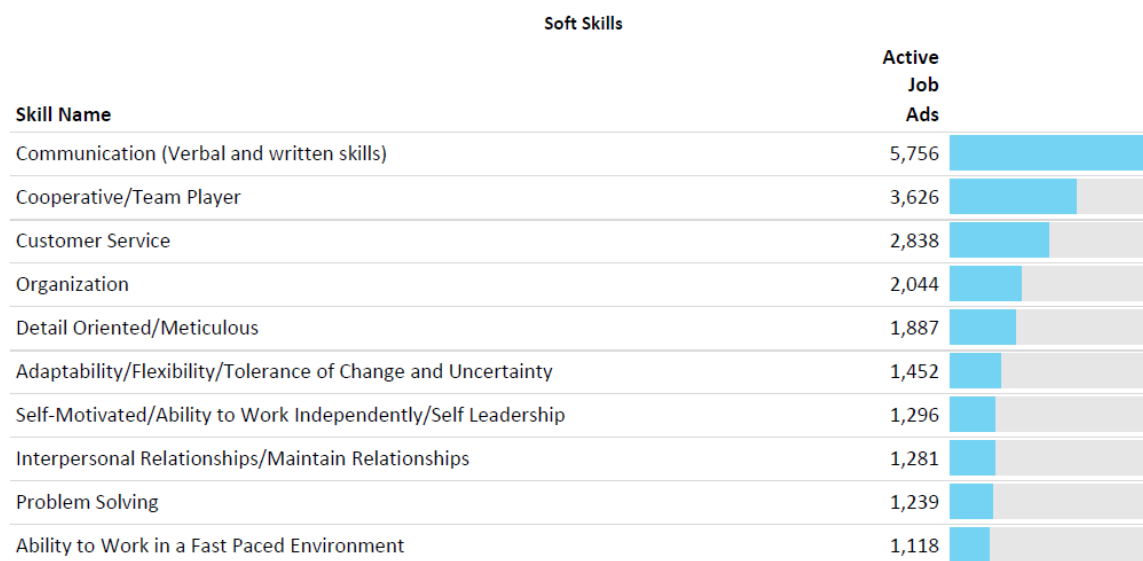 Soft Skills
Active
Job
Skill Name Ads
Communication (Verbal and written skills) 5,756
Cooperative/Team Player 3,626
Customer Service 2,838
Organization 2,044
Detail Oriented/Meticulous 1,887
Adaptability/Flexibility/Tolerance of Change and Uncertainty 1,452
Self-Motivated/Ability to Work Independently/Self Leadership 1,296
Interpersonal Relationships/Maintain Relationships 1,281
Problem Solving 1,239
Ability to Work in a Fast Paced Environment 1,118